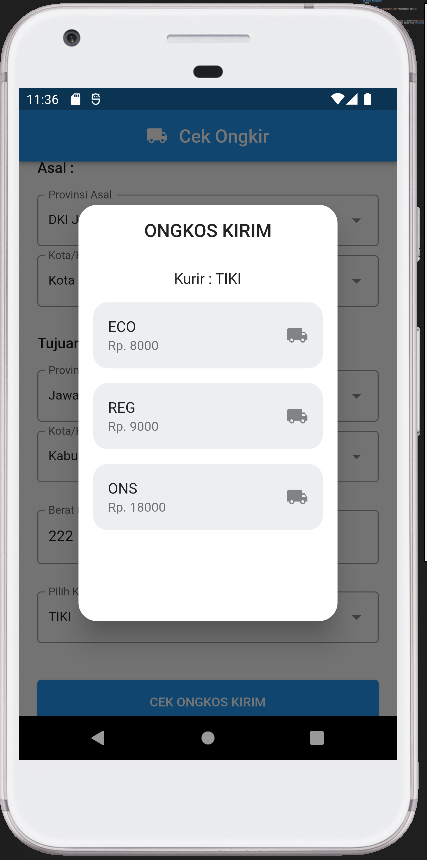 11:36
Cek Ongkir
Asal :
Provinsi Asal
DKI J
Kota/
Kota
ONGKOS KIRIM
Kurir : TIKI
ECO
Rp. 8000
REG
Rp. 9000
ONS
Rp. 18000
Tujuan
Provin
Jawa
Kota/
Kabu
Berat
222
Pilih K
TIKI
CEK ONGKOS KIRIM